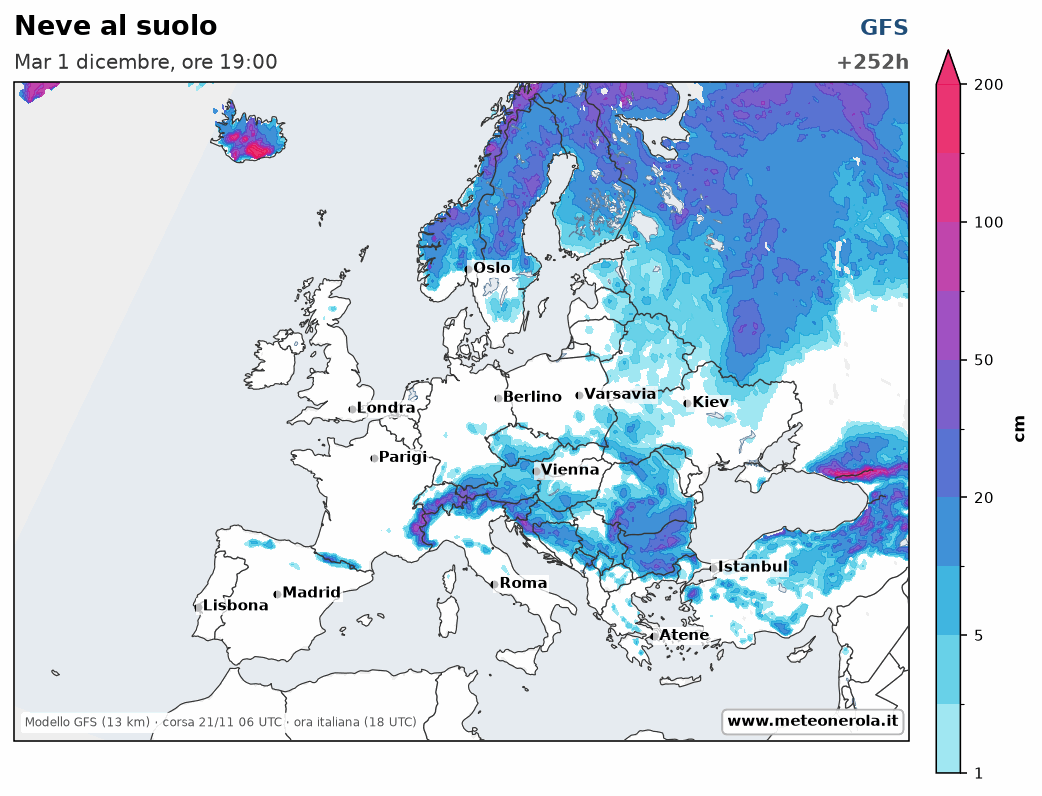 Neve al suolo
GFS
Mar 1 dicembre, ore 19:00
+252h
200
100
50
20
5
1
cm
Oslo
Londra
Berlino
Varsavia
Kiev
Parigi
Vienna
Istanbul
Madrid
Roma
Lisbona
Atene
Modello GFS (13 km) · corsa 21/11 06 UTC · ora italiana (18 UTC)
www.meteonerola.it